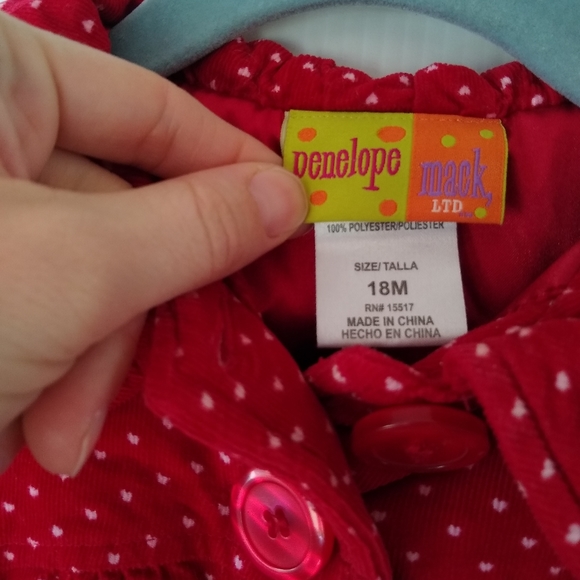 penelope
mack,
LTD
100% POLYESTER/POLIESTER
SIZE/ TALLA
18M
RN# 15517
MADE IN CHINA
HECHO EN CHINA